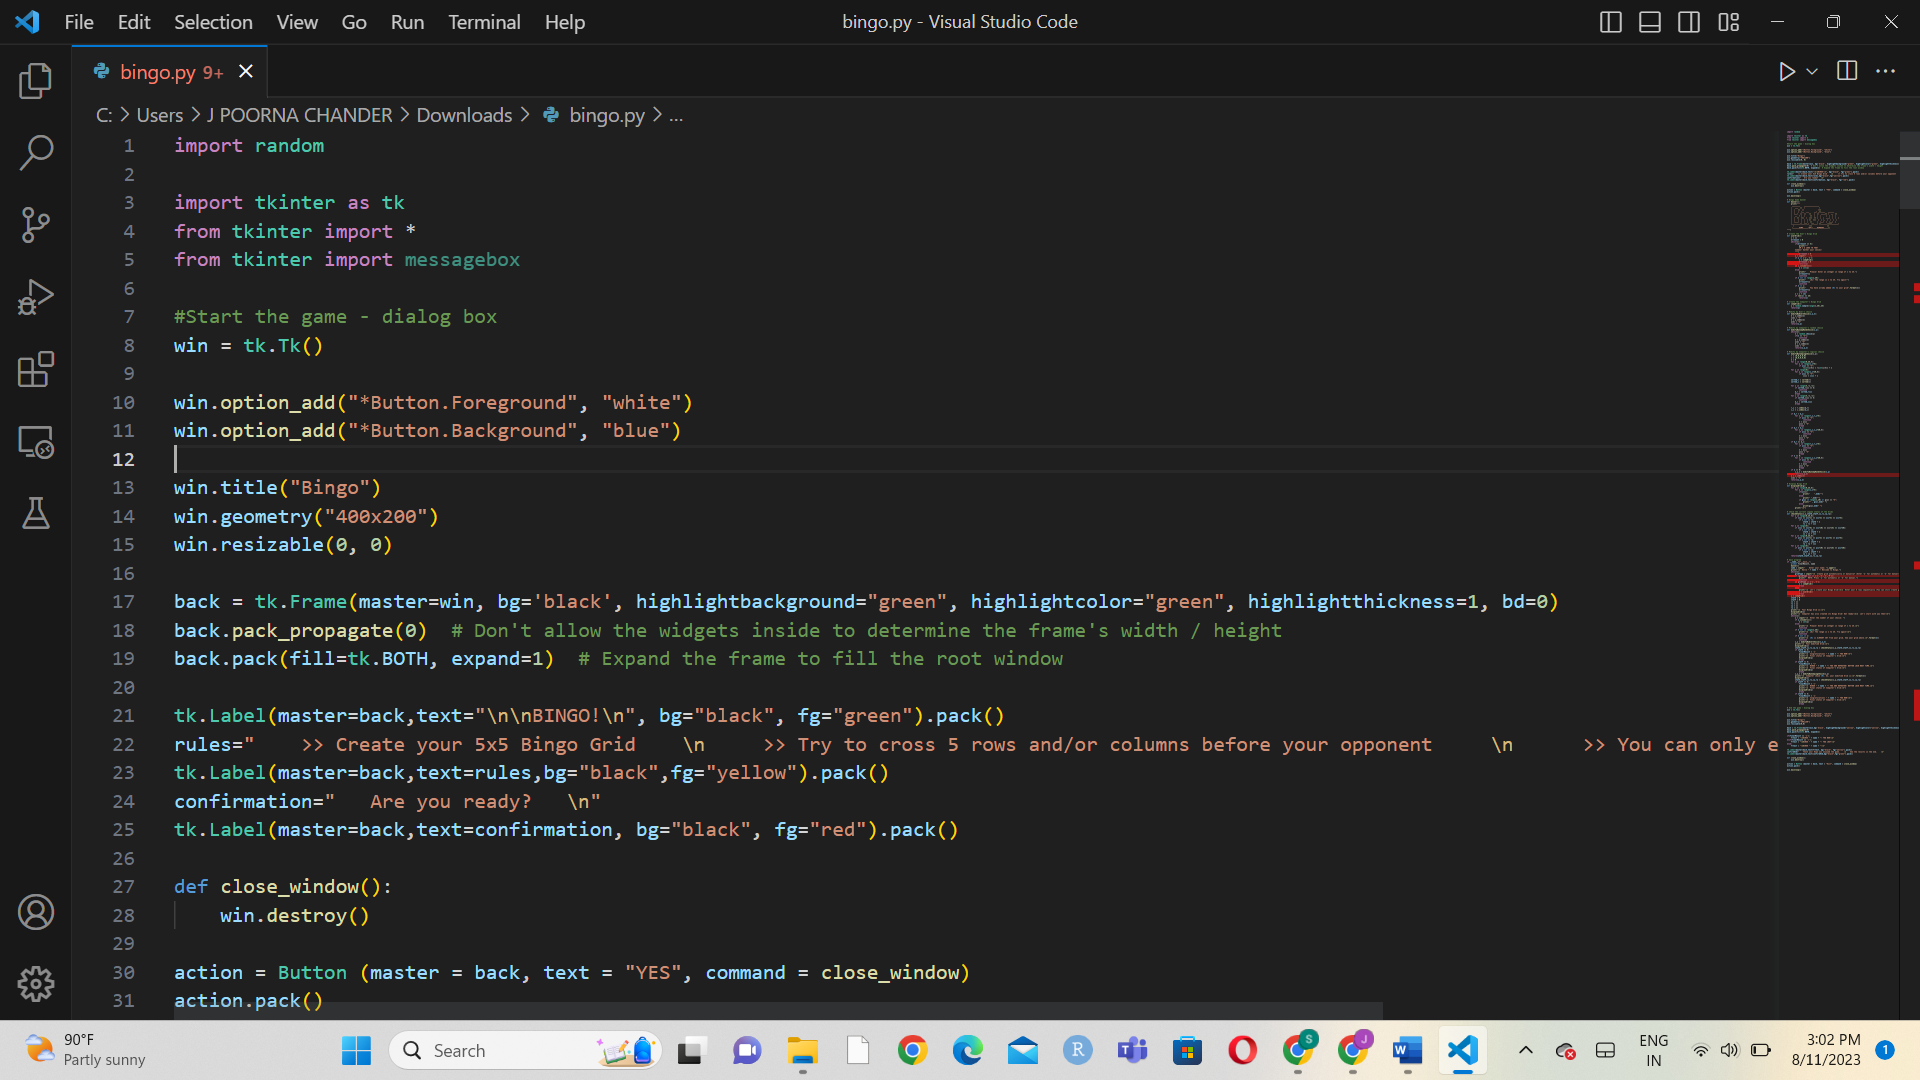 File Edit Selection View Go Run Terminal Help bingo.py - Visual Studio Code
bingo.py 9+
C: > Users > J POORNA CHANDER > Downloads > bingo.py > ...
1 import random
2
3 import tkinter as tk
4 from tkinter import *
5 from tkinter import messagebox
6
7 #Start the game - dialog box
8 win = tk.Tk()
9
10 win.option_add("*Button.Foreground", "white")
11 win.option_add("*Button.Background", "blue")
12
13 win.title("Bingo")
14 win.geometry("400x200")
15 win.resizable(0, 0)
16
17 back = tk.Frame(master=win, bg='black', highlightbackground="green", highlightcolor="green", highlightthickness=1, bd=0)
18 back.pack_propagate(0)  # Don't allow the widgets inside to determine the frame's width / height
19 back.pack(fill=tk.BOTH, expand=1)  # Expand the frame to fill the root window
20
21 tk.Label(master=back,text="\n\nBINGO!\n", bg="black", fg="green").pack()
22 rules="    >> Create your 5x5 Bingo Grid    \n     >> Try to cross 5 rows and/or columns before your opponent     \n      >> You can only e
23 tk.Label(master=back,text=rules,bg="black",fg="yellow").pack()
24 confirmation="   Are you ready?   \n"
25 tk.Label(master=back,text=confirmation, bg="black", fg="red").pack()
26
27 def close_window():
28     win.destroy()
29
30 action = Button (master = back, text = "YES", command = close_window)
31 action.pack()
90°F
Partly sunny
Search
ENG
IN
3:02 PM
8/11/2023
1